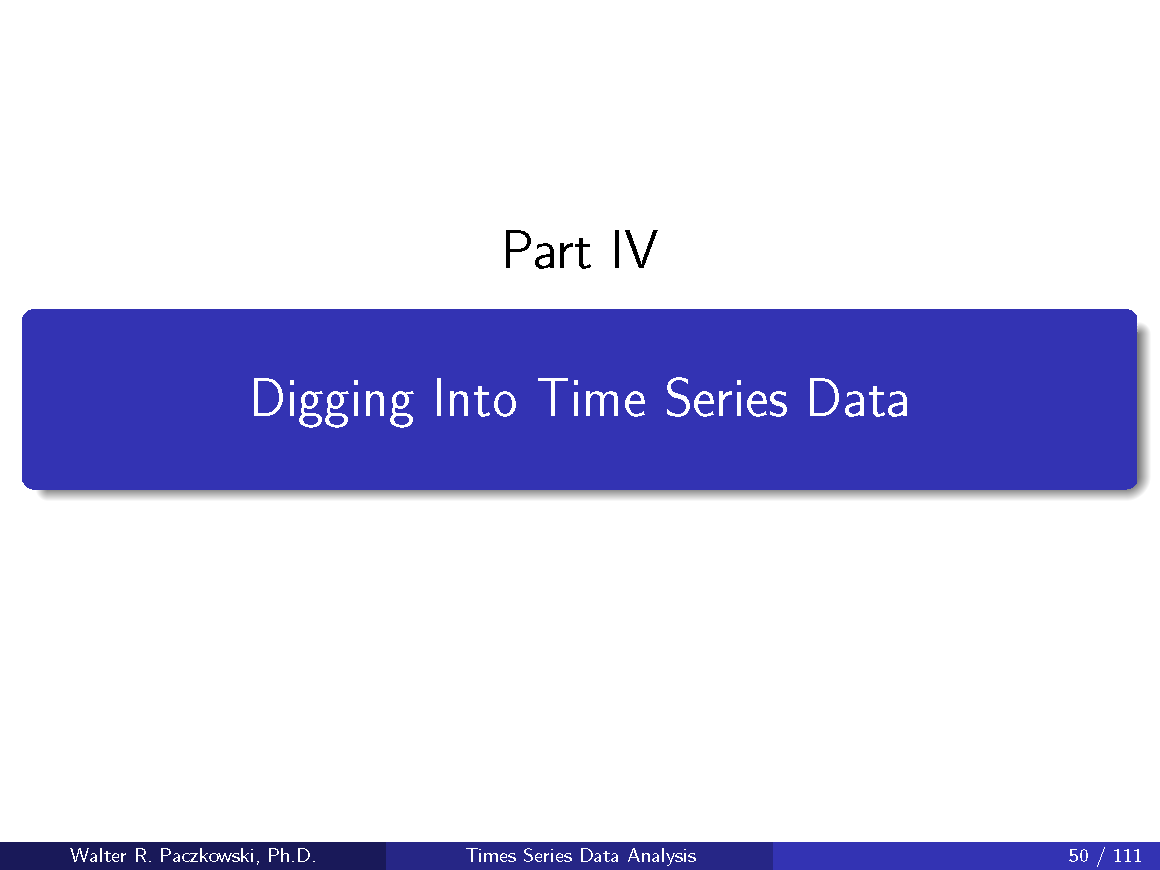 Part IV
Digging Into Time Series Data
Walter R. Paczkowski, Ph.D.
Times Series Data Analysis
50 / 111